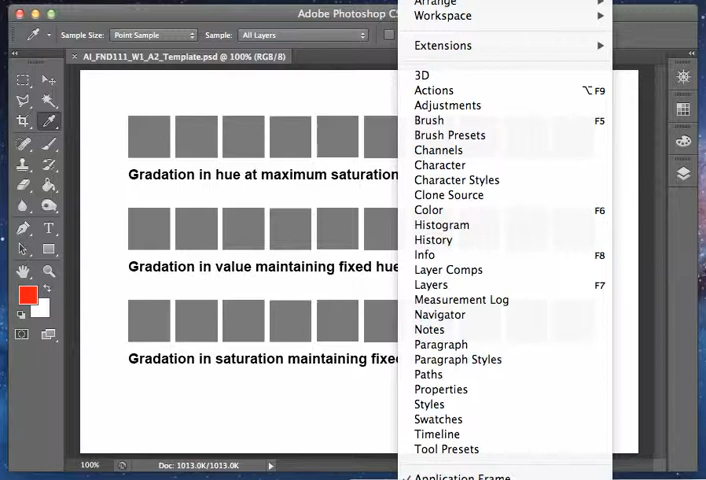 Adobe Photoshop CS
Arrange
Workspace
Sample Size: Point Sample
Sample: All Layers
Extensions
× AI_FND111_W1_A2_Template.psd @ 100% (RGB/8)
3D
Actions ⌥F9
Adjustments
Brush F5
Brush Presets
Channels
Character
Gradation in hue at maximum saturation
Character Styles
Clone Source
Color F6
Histogram
History
Info F8
Gradation in value maintaining fixed hue
Layer Comps
Layers F7
Measurement Log
Navigator
Notes
Paragraph
Gradation in saturation maintaining fixe
Paragraph Styles
Paths
Properties
Styles
Swatches
Timeline
Tool Presets
100% Doc: 1013.0K/1013.0K
✓ Application Frame